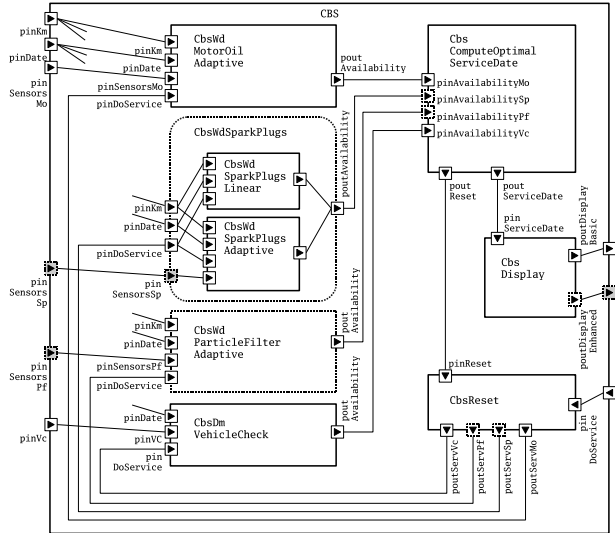 CBS
pinKm
pinDate
pin
Sensors
Mo
CbsWd
MotorOil
Adaptive
pinKm
pinDate
pinSensorsMo
pinDoService
pout
Availability
Cbs
ComputeOptimal
ServiceDate
pinAvailabilityMo
pinAvailabilitySp
pinAvailabilityPf
pinAvailabilityVc
pout
Reset
pout
ServiceDate
CbsWdSparkPlugs
CbsWd
SparkPlugs
Linear
CbsWd
SparkPlugs
Adaptive
pinKm
pinDate
pinDoService
pin
SensorsSp
poutAvailability
pin
Sensors
Sp
pin
ServiceDate
Cbs
Display
poutDisplay
Basic
poutDisplay
Enhanced
CbsWd
ParticleFilter
Adaptive
pinKm
pinDate
pinSensorsPf
pinDoService
pout
Availability
pin
Sensors
Pf
pinReset
CbsReset
pin
DoService
CbsDm
VehicleCheck
pinDate
pinVC
pin
DoService
pout
Availability
pinVc
poutServVc
poutServPf
poutServSp
poutServMo